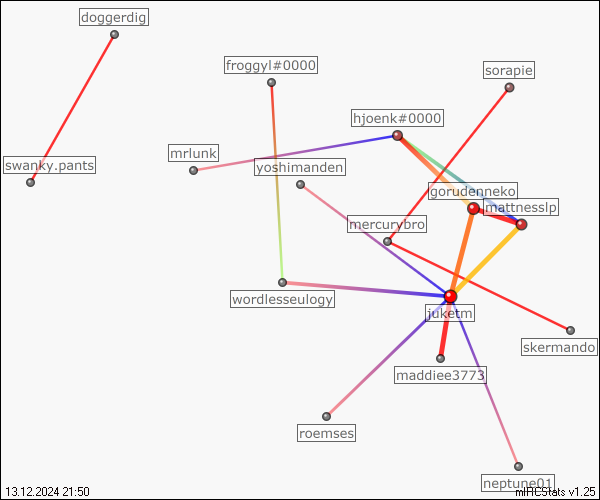 doggerdig
froggyl#0000
sorapie
hjoenk#0000
mrlunk
swanky.pants
yoshimanden
gorudenneko
mattnesslp
mercurybro
wordlesseulogy
juketm
skermando
maddiee3773
roemses
neptune01
13.12.2024 21:50
mIRCStats v1.25